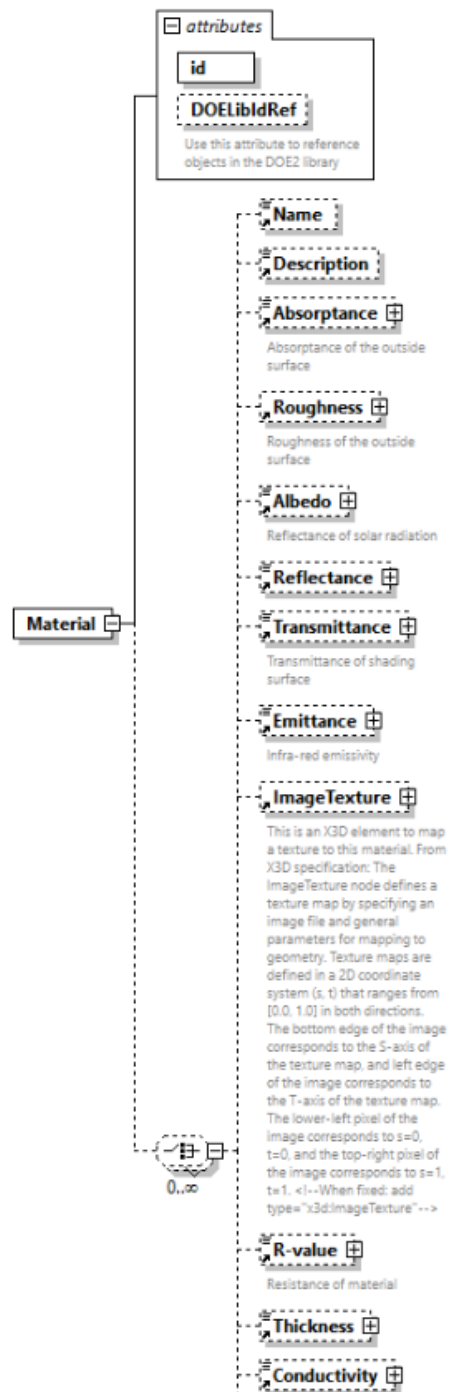 attributes
id
DOELibIdRef
Use this attribute to reference
objects in the DOE2 library
Name
Description
Absorptance
Absorptance of the outside
surface
Roughness
Roughness of the outside
surface
Albedo
Reflectance of solar radiation
Reflectance
Material
Transmittance
Transmittance of shading
surface
Emittance
Infra-red emissivity
ImageTexture
This is an X3D element to map
a texture to this material. From
X3D specification: The
ImageTexture node defines a
texture map by specifying an
image file and general
parameters for mapping to
geometry. Texture maps are
defined in a 2D coordinate
system (s, t) that ranges from
[0.0, 1.0] in both directions.
The bottom edge of the image
corresponds to the S-axis of
the texture map, and left edge
of the image corresponds to
the T-axis of the texture map.
The lower-left pixel of the
image corresponds to s=0,
t=0, and the top-right pixel of
the image corresponds to s=1,
t=1. <!--When fixed: add
type="x3d:ImageTexture"-->
0..∞
R-value
Resistance of material
Thickness
Conductivity